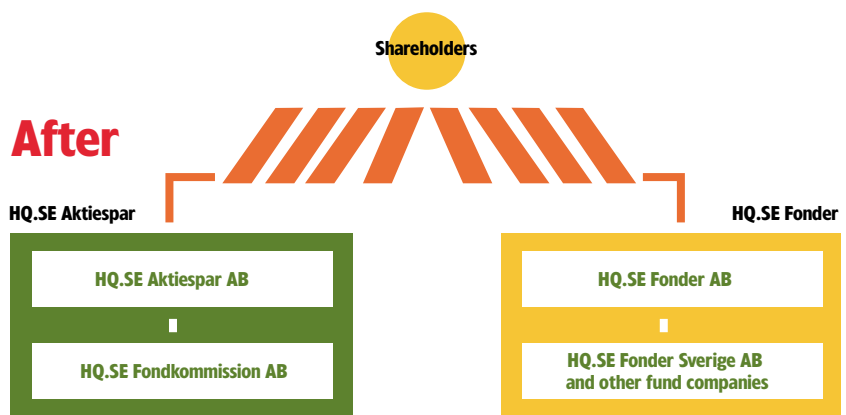 Shareholders
After
HQ.SE Aktiespar
HQ.SE Fonder
HQ.SE Aktiespar AB
HQ.SE Fonder AB
HQ.SE Fondkommission AB
HQ.SE Fonder Sverige AB
and other fund companies